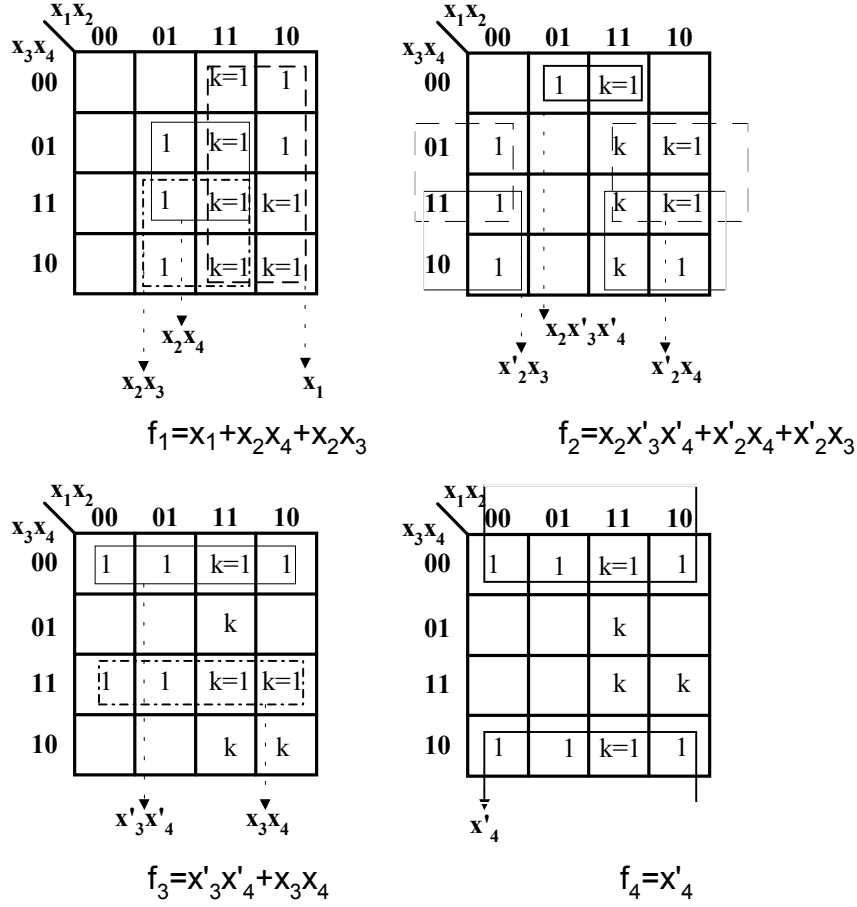 x₁x₂
x₃x₄
00 01 11 10
00 k=1 1
01 1 k=1 1
11 1 k=1 k=1
10 1 k=1 k=1
x₂x₄
x₂x₃ x₁
f₁=x₁+x₂x₄+x₂x₃
x₁x₂
x₃x₄
00 01 11 10
00 1 k=1
01 1 k k=1
11 1 k k=1
10 1 k 1
x₂x'₃x'₄
x'₂x₃ x'₂x₄
f₂=x₂x'₃x'₄+x'₂x₄+x'₂x₃
x₁x₂
x₃x₄
00 01 11 10
00 1 1 k=1 1
01 k
11 1 1 k=1 k=1
10 k k
x'₃x'₄ x₃x₄
f₃=x'₃x'₄+x₃x₄
x₁x₂
x₃x₄
00 01 11 10
00 1 1 k=1 1
01 k
11 k k
10 1 1 k=1 1
x'₄
f₄=x'₄